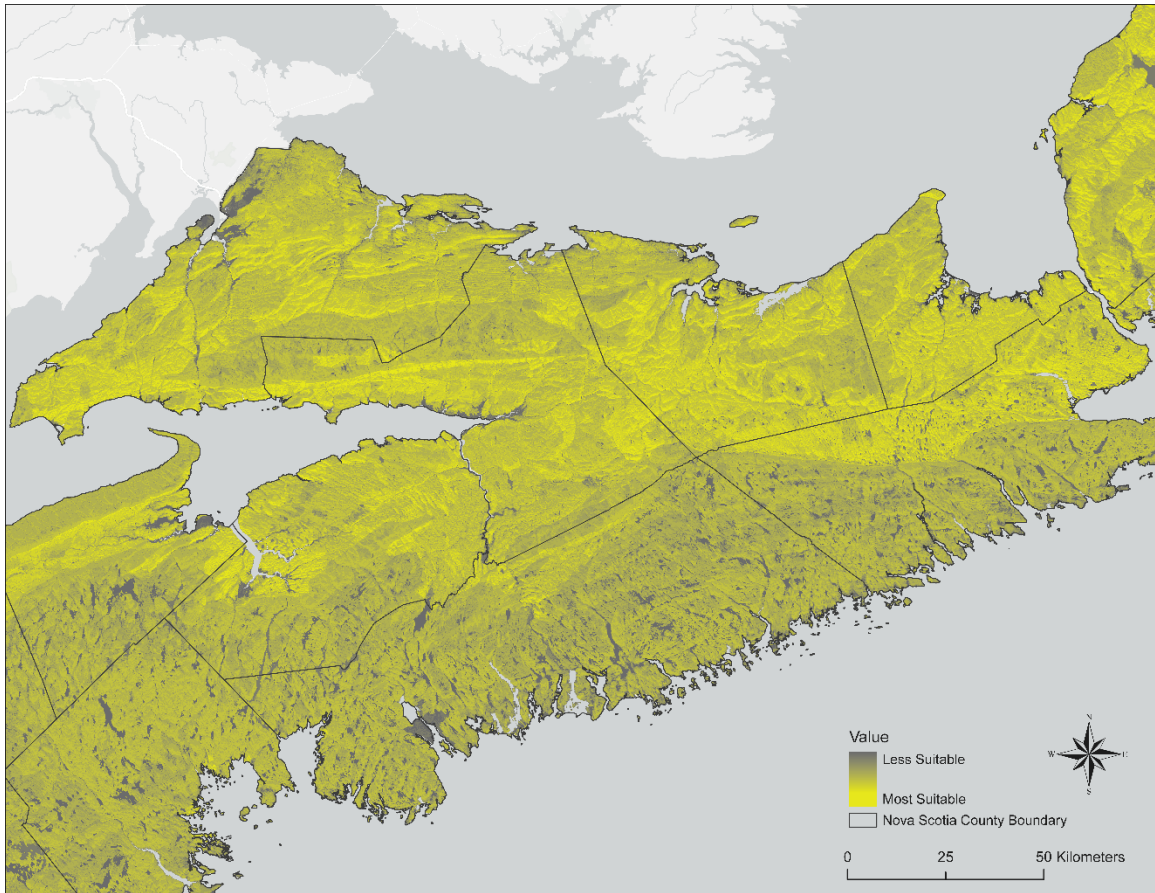 Value
Less Suitable
Most Suitable
Nova Scotia County Boundary
N
W
E
S
0
25
50 Kilometers